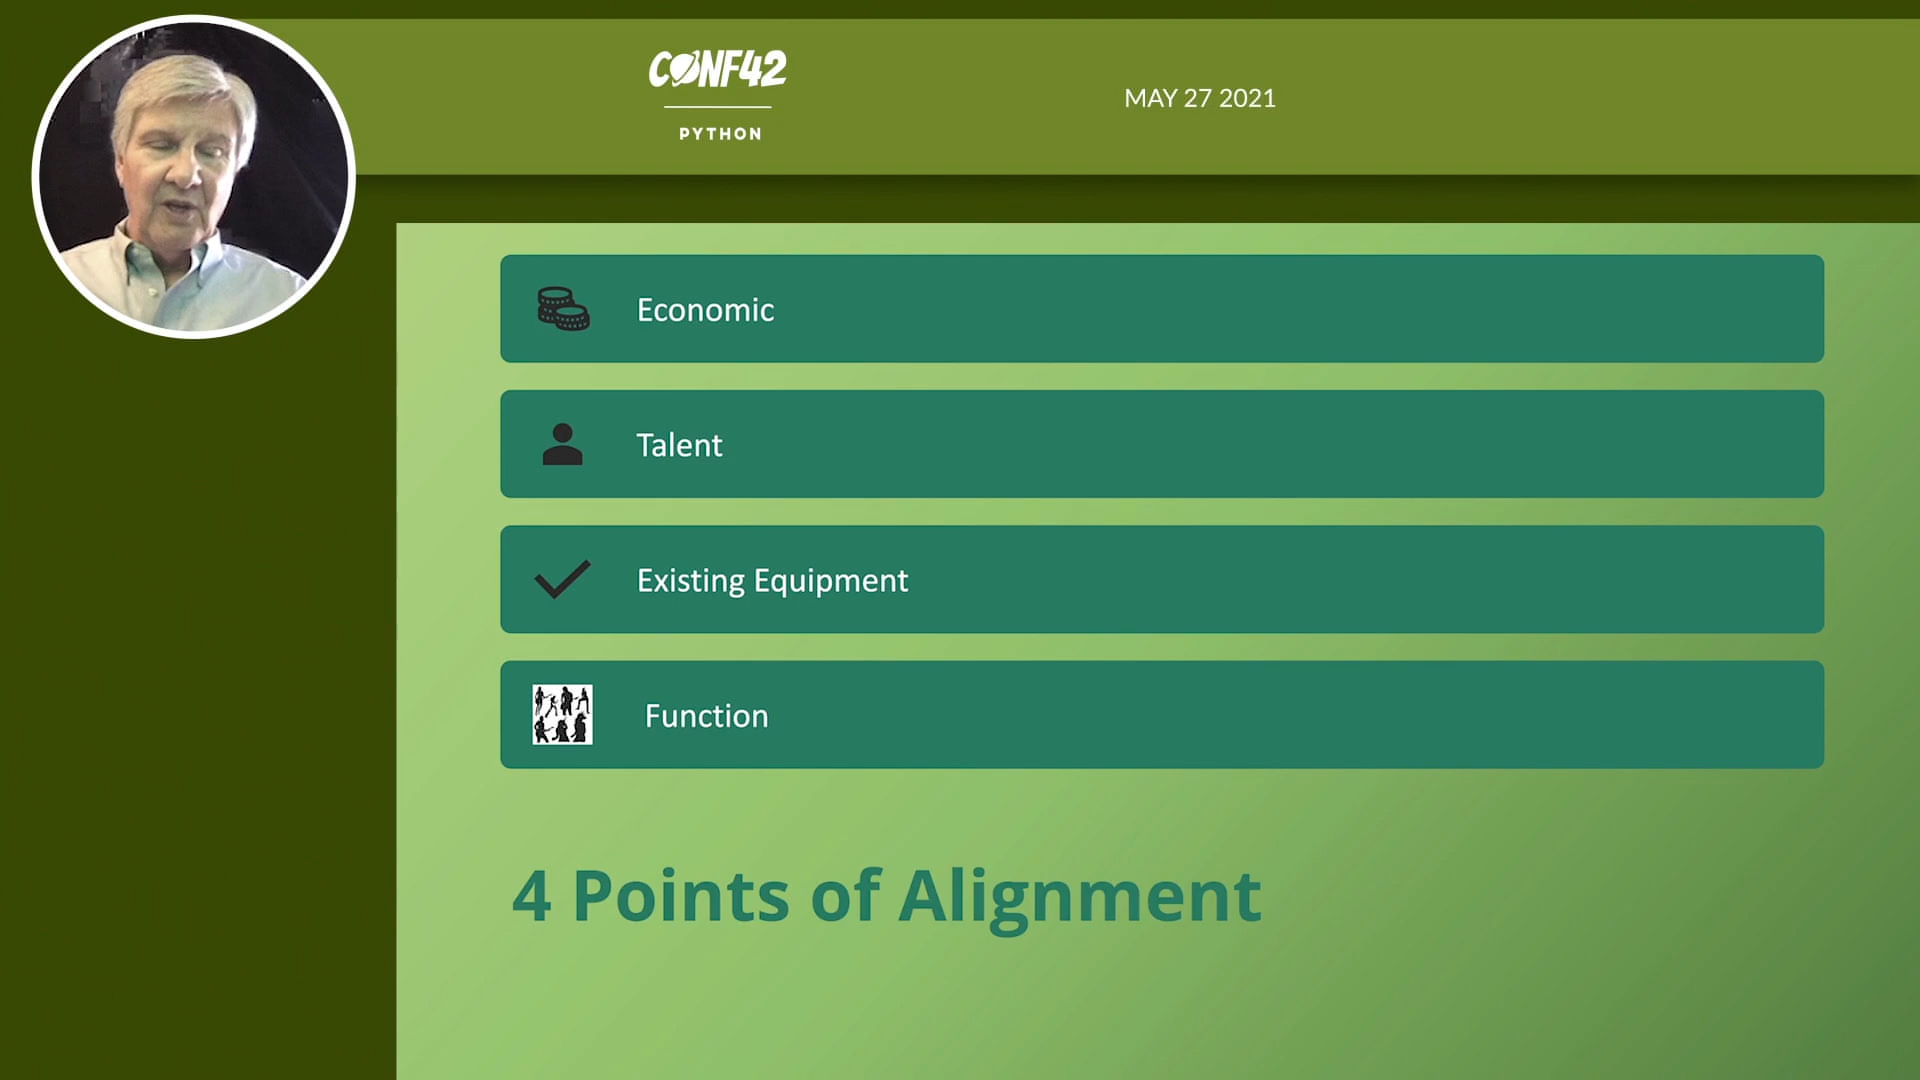 CONF42
PYTHON
MAY 27 2021
Economic
Talent
Existing Equipment
Function
4 Points of Alignment